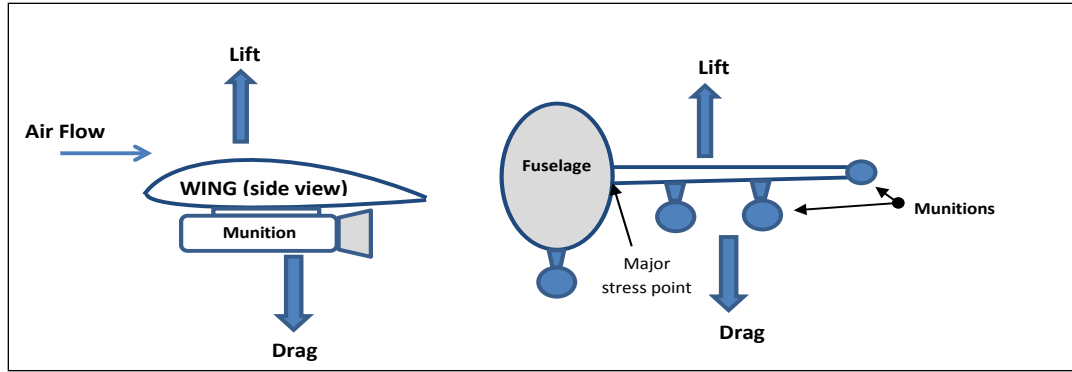 Lift
Air Flow
WING (side view)
Munition
Drag
Lift
Fuselage
Munitions
Major
stress point
Drag